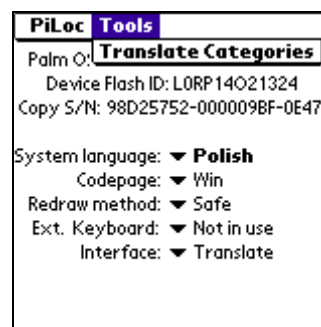 PiLoc Tools
Translate Categories
Palm O
Device Flash ID: L0RP14O21324
Copy S/N: 98D25752-000009BF-0E47
System language: Polish
Codepage: Win
Redraw method: Safe
Ext. Keyboard: Not in use
Interface: Translate